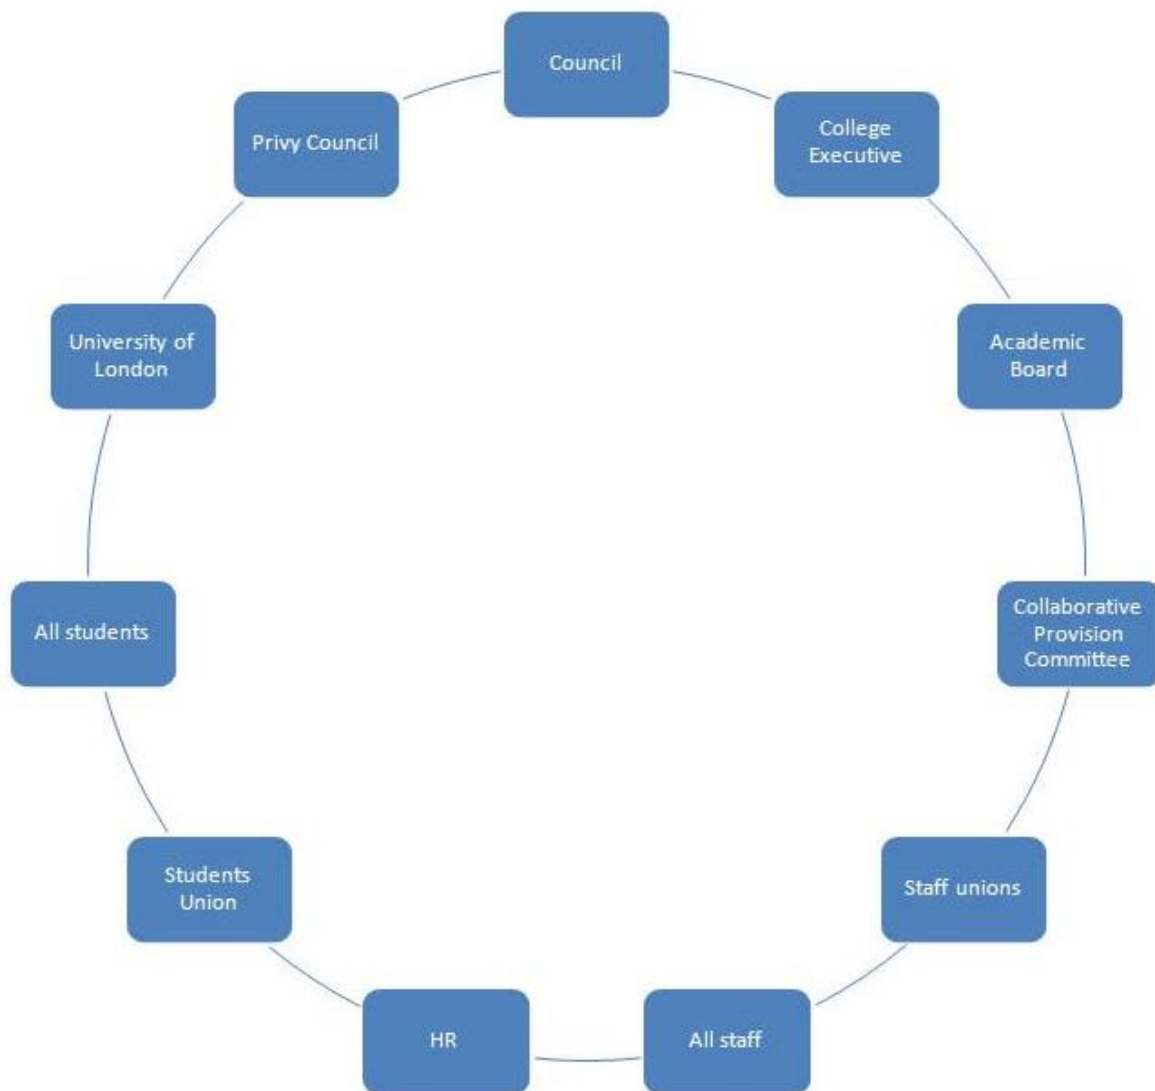 Council
College
Executive
Academic
Board
Collaborative
Provision
Committee
Staff unions
All staff
HR
Students
Union
All students
University of
London
Privy Council